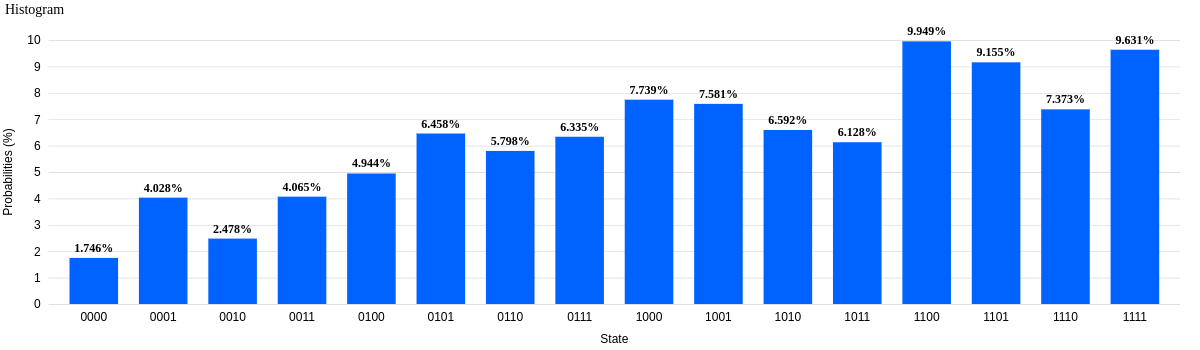 Histogram
Probabilities (%)
10
9
8
7
6
5
4
3
2
1
0
1.746% 4.028% 2.478% 4.065% 4.944% 6.458% 5.798% 6.335% 7.739% 7.581% 6.592% 6.128% 9.949% 9.155% 7.373% 9.631%
0000 0001 0010 0011 0100 0101 0110 0111 1000 1001 1010 1011 1100 1101 1110 1111
State